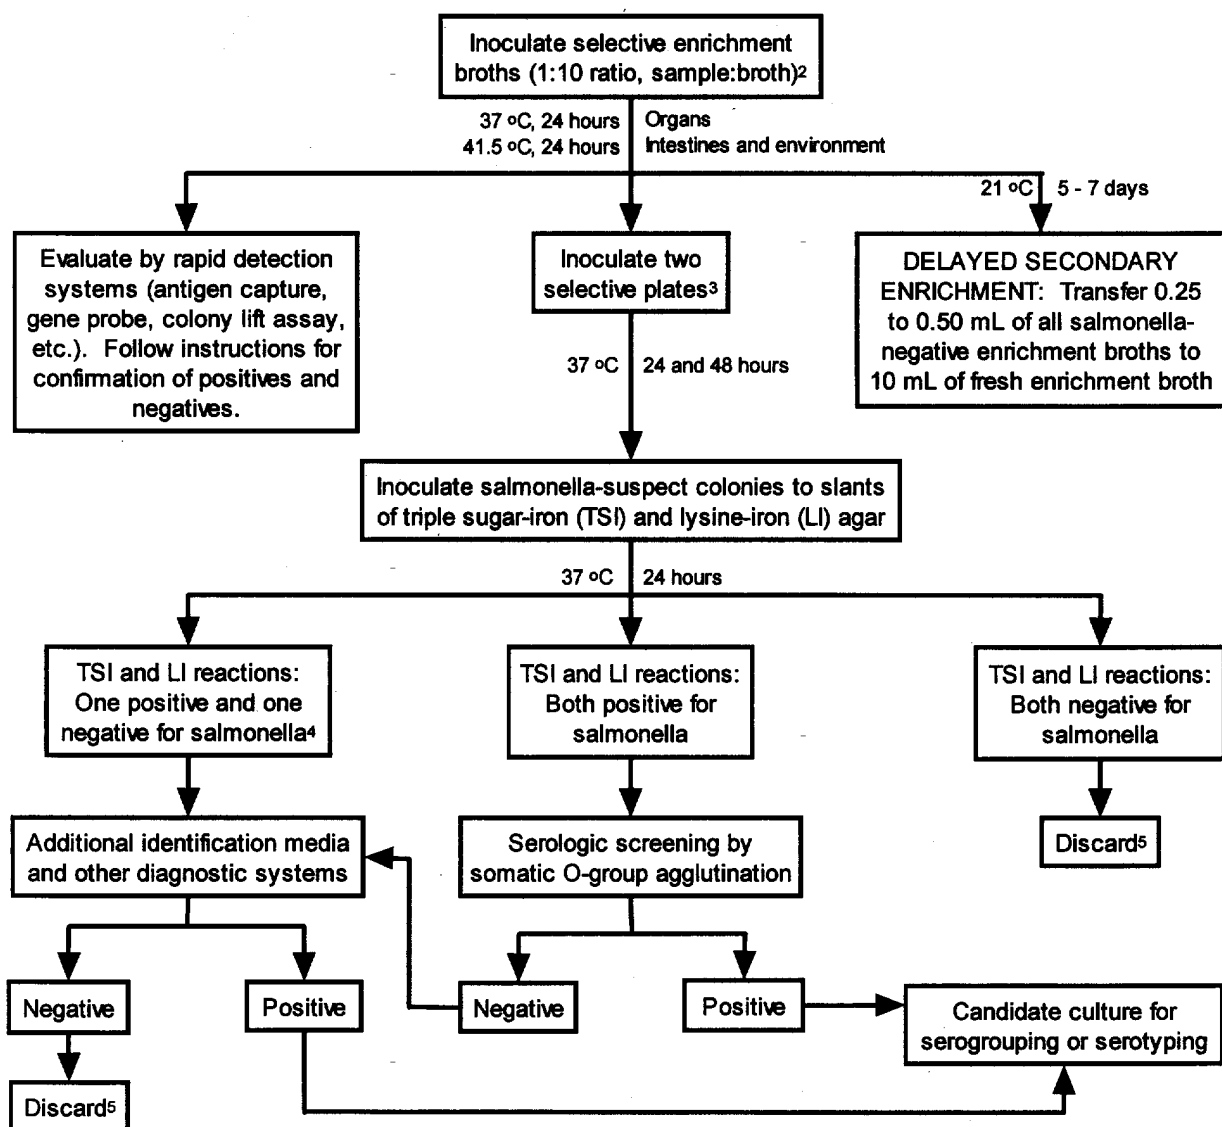 Inoculate selective enrichment
broths (1:10 ratio, sample:broth)2
37 oC, 24 hours Organs
41.5 oC, 24 hours Intestines and environment
21 oC 5 - 7 days
Evaluate by rapid detection
systems (antigen capture,
gene probe, colony lift assay,
etc.). Follow instructions for
confirmation of positives and
negatives.
Inoculate two
selective plates3
DELAYED SECONDARY
ENRICHMENT: Transfer 0.25
to 0.50 mL of all salmonella-
negative enrichment broths to
10 mL of fresh enrichment broth
37 oC 24 and 48 hours
Inoculate salmonella-suspect colonies to slants
of triple sugar-iron (TSI) and lysine-iron (LI) agar
37 oC 24 hours
TSI and LI reactions:
One positive and one
negative for salmonella4
TSI and LI reactions:
Both positive for
salmonella
TSI and LI reactions:
Both negative for
salmonella
Additional identification media
and other diagnostic systems
Serologic screening by
somatic O-group agglutination
Discard5
Negative
Positive
Negative
Positive
Candidate culture for
serogrouping or serotyping
Discard5